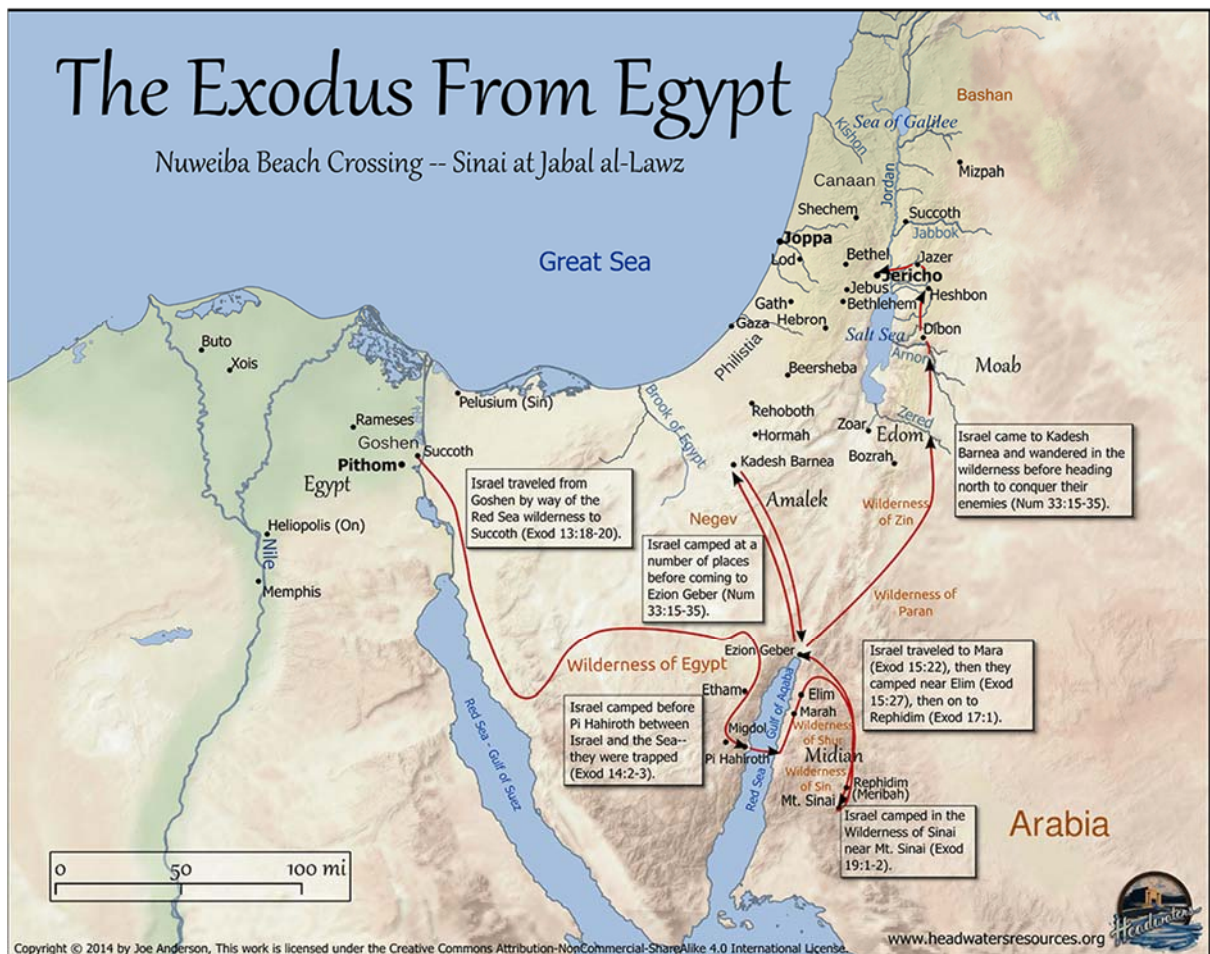 The Exodus From Egypt
Nuweiba Beach Crossing -- Sinai at Jabal al-Lawz
Bashan
Sea of Galilee
Kishon
Mizpah
Canaan
Jordan
Shechem
Succoth
Jabbok
Joppa
Great Sea
Lod
Bethel
Jazer
Jericho
Jebus
Heshbon
Gath
Bethlehem
Gaza
Hebron
Salt Sea
Dibon
Buto
Philistia
Arnon
Xois
Moab
Beersheba
Pelusium (Sin)
Brook of Egypt
Rehoboth
Rameses
Zered
Goshen
Hormah
Zoar
Edom
Succoth
Pithom
Kadesh Barnea
Bozrah
Egypt
Amalek
Israel came to Kadesh
Barnea and wandered in the
wilderness before heading
north to conquer their
enemies (Num 33:15-35).
Israel traveled from
Goshen by way of the
Red Sea wilderness to
Succoth (Exod 13:18-20).
Wilderness
of Zin
Negev
Heliopolis (On)
Nile
Israel camped at a
number of places
before coming to
Ezion Geber (Num
33:15-35).
Memphis
Wilderness of
Paran
Ezion Geber
Israel traveled to Mara
(Exod 15:22), then they
camped near Elim (Exod
15:27), then on to
Rephidim (Exod 17:1).
Wilderness of Egypt
Etham
Gulf of Aqaba
Elim
Marah
Israel camped before
Pi Hahiroth between
Israel and the Sea--
they were trapped
(Exod 14:2-3).
Migdol
Wilderness
of Shur
Pi Hahiroth
Midian
Red Sea - Gulf of Suez
Red Sea
Wilderness
of Sin
Rephidim
(Meribah)
Mt. Sinai
Israel camped in the
Wilderness of Sinai
near Mt. Sinai (Exod
19:1-2).
Arabia
0 50 100 mi
www.headwatersresources.org
Headwaters
Copyright © 2014 by Joe Anderson, This work is licensed under the Creative Commons Attribution-NonCommercial-ShareAlike 4.0 International License.